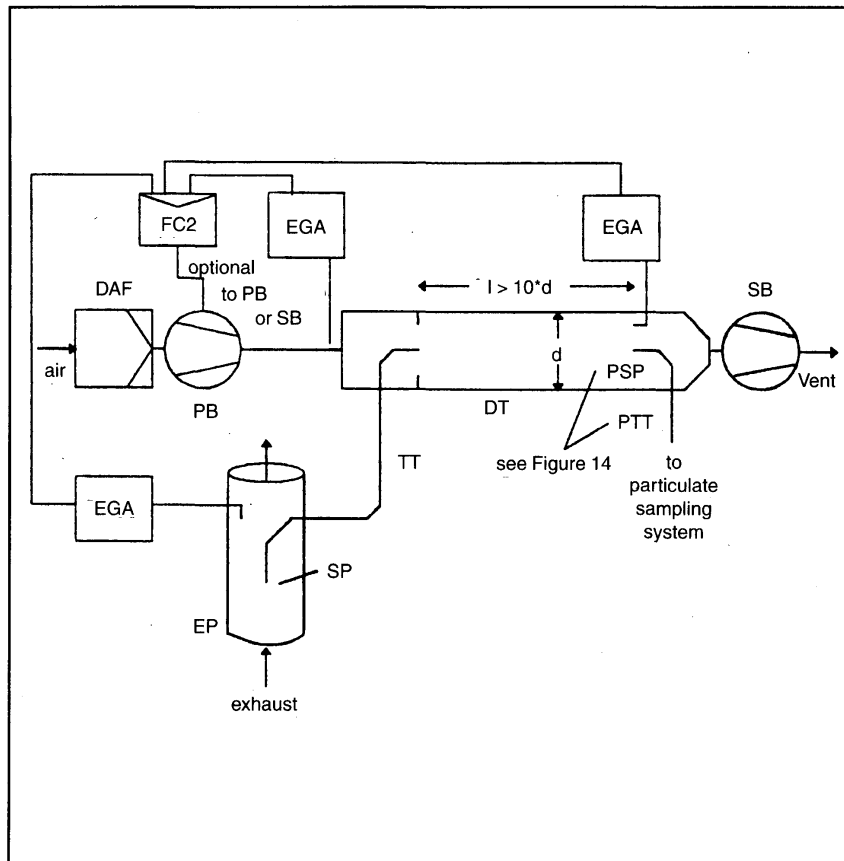 FC2
EGA
EGA
optional
to PB
or SB
DAF
l > 10*d
SB
air
d
PSP
Vent
PB
DT
PTT
TT
see Figure 14
to
particulate
sampling
system
EGA
SP
EP
exhaust